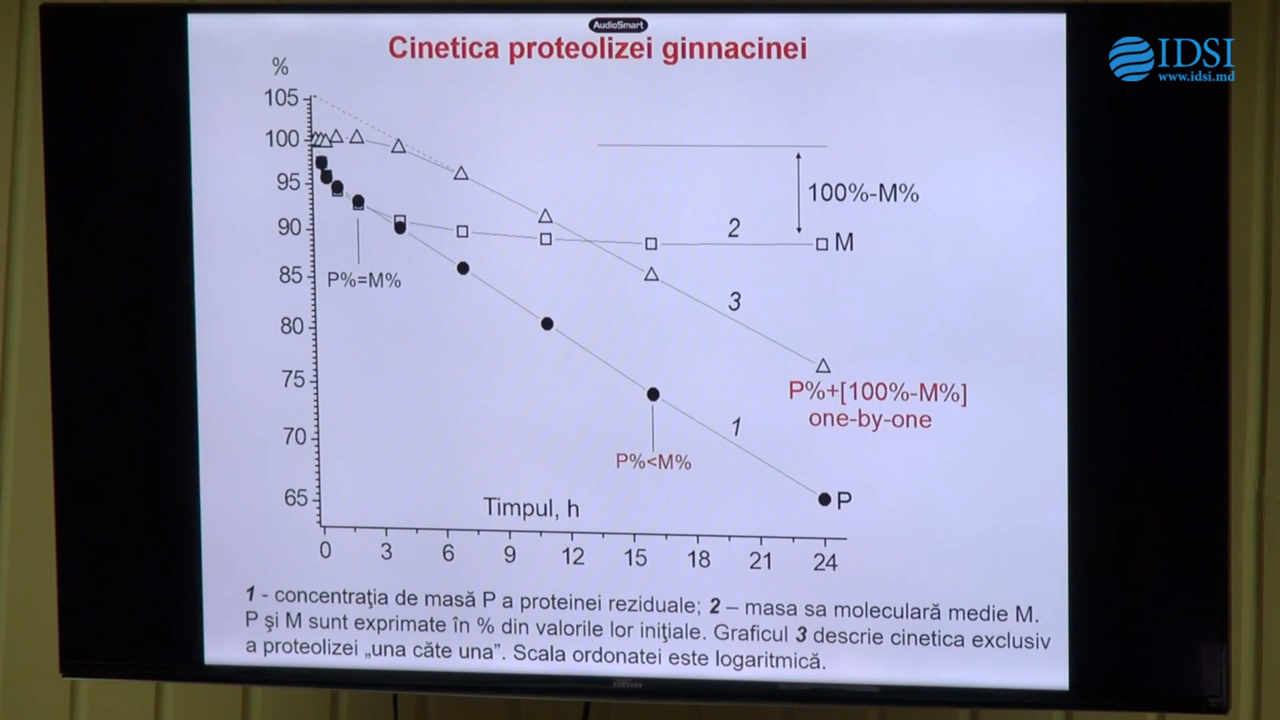 AudioSmart
Cinetica proteolizei ginnacinei
IDSI
www.idsi.md
%
105
100
95
90
85
80
75
70
65
100%-M%
2
M
P%=M%
3
P%+[100%-M%]
one-by-one
1
P%<M%
P
Timpul, h
0 3 6 9 12 15 18 21 24
1 - concentraţia de masă P a proteinei reziduale; 2 – masa sa moleculară medie M.
P şi M sunt exprimate în % din valorile lor iniţiale. Graficul 3 descrie cinetica exclusiv
a proteolizei „una căte una”. Scala ordonatei este logaritmică.
SAMSUNG